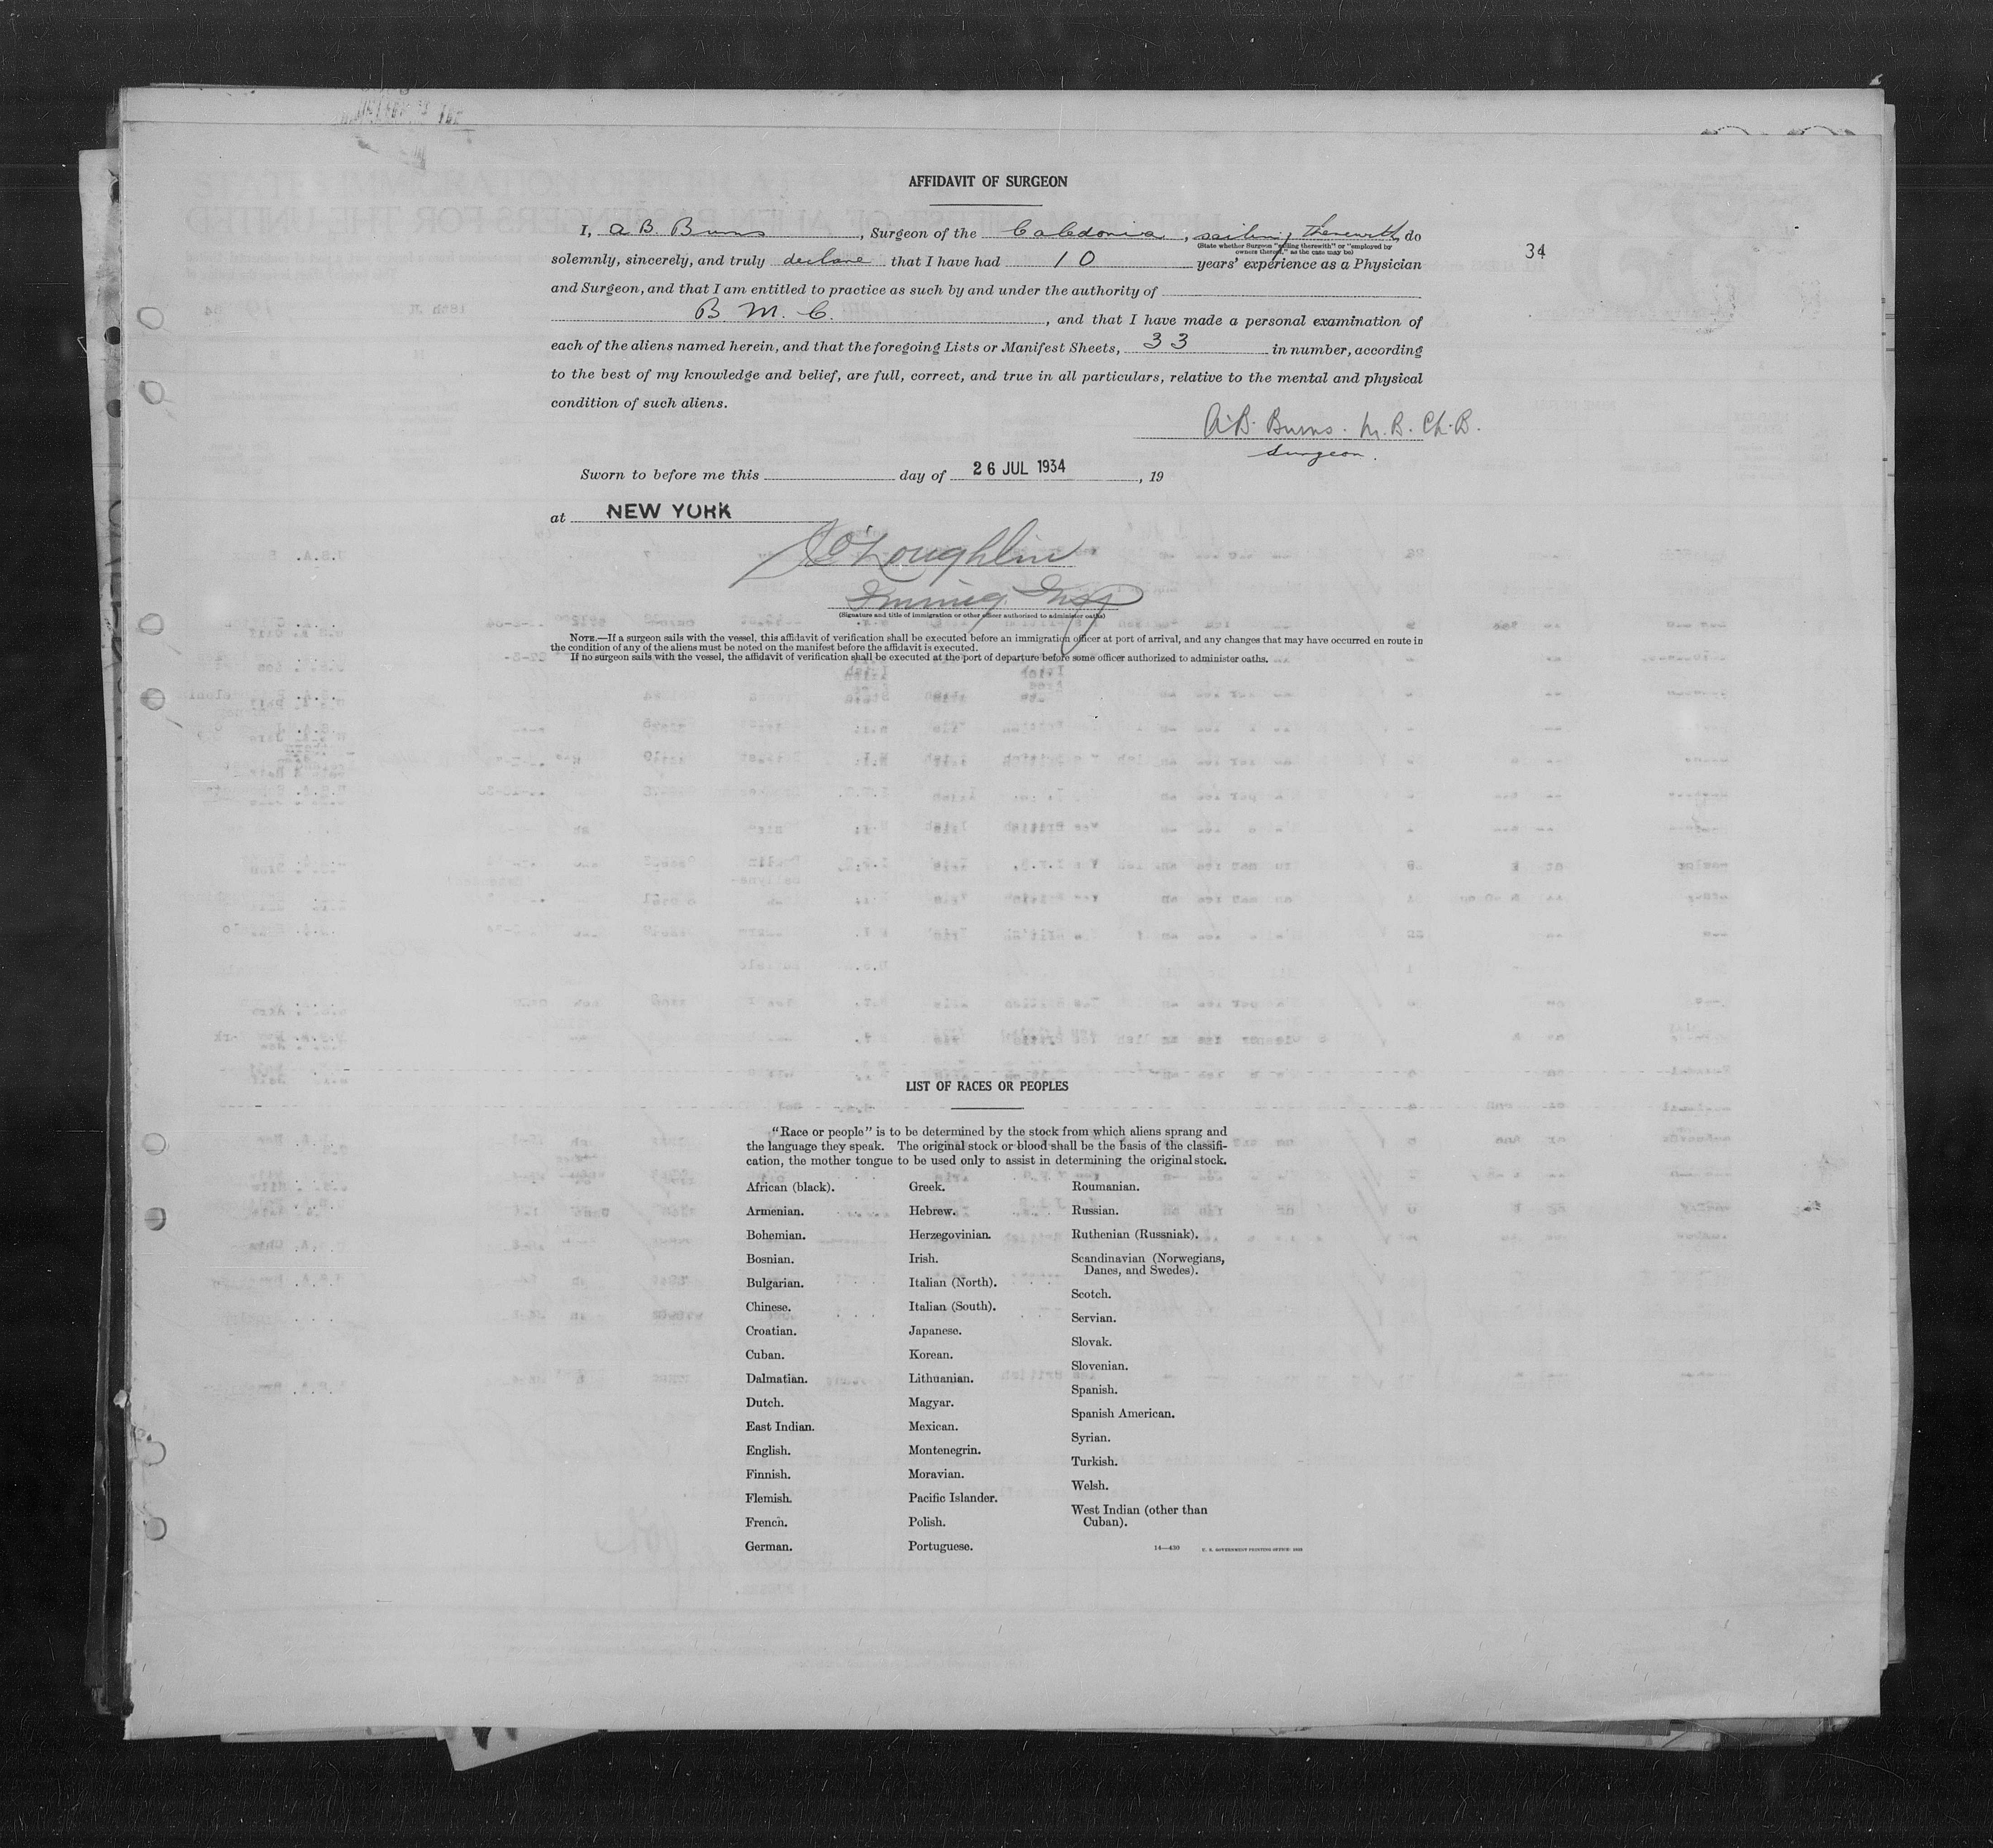 AFFIDAVIT OF SURGEON
I, A B. Burns, Surgeon of the Caledonia, sailing therewith, do
(State whether Surgeon "sailing therewith" or "employed by
owners thereof," as the case may be)
34
solemnly, sincerely, and truly declare that I have had 10 years' experience as a Physician
and Surgeon, and that I am entitled to practice as such by and under the authority of
B. M. C., and that I have made a personal examination of
each of the aliens named herein, and that the foregoing Lists or Manifest Sheets, 33 in number, according
to the best of my knowledge and belief, are full, correct, and true in all particulars, relative to the mental and physical
condition of such aliens.
A.B. Burns. M.B. Ch.B.
Surgeon.
Sworn to before me this day of 26 JUL 1934, 19
at NEW YORK
O'Loughlin
Immig. Insp
(Signature and title of immigration or other officer authorized to administer oaths)
NOTE.—If a surgeon sails with the vessel, this affidavit of verification shall be executed before an immigration officer at port of arrival, and any changes that may have occurred en route in
the condition of any of the aliens must be noted on the manifest before the affidavit is executed.
If no surgeon sails with the vessel, the affidavit of verification shall be executed at the port of departure before some officer authorized to administer oaths.
LIST OF RACES OR PEOPLES
"Race or people" is to be determined by the stock from which aliens sprang and
the language they speak. The original stock or blood shall be the basis of the classifi-
cation, the mother tongue to be used only to assist in determining the original stock.
African (black).
Armenian.
Bohemian.
Bosnian.
Bulgarian.
Chinese.
Croatian.
Cuban.
Dalmatian.
Dutch.
East Indian.
English.
Finnish.
Flemish.
French.
German.
Greek.
Hebrew.
Herzegovinian.
Irish.
Italian (North).
Italian (South).
Japanese.
Korean.
Lithuanian.
Magyar.
Mexican.
Montenegrin.
Moravian.
Pacific Islander.
Polish.
Portuguese.
Roumanian.
Russian.
Ruthenian (Russniak).
Scandinavian (Norwegians,
Danes, and Swedes).
Scotch.
Servian.
Slovak.
Slovenian.
Spanish.
Spanish American.
Syrian.
Turkish.
Welsh.
West Indian (other than
Cuban).
14—430 U. S. GOVERNMENT PRINTING OFFICE: